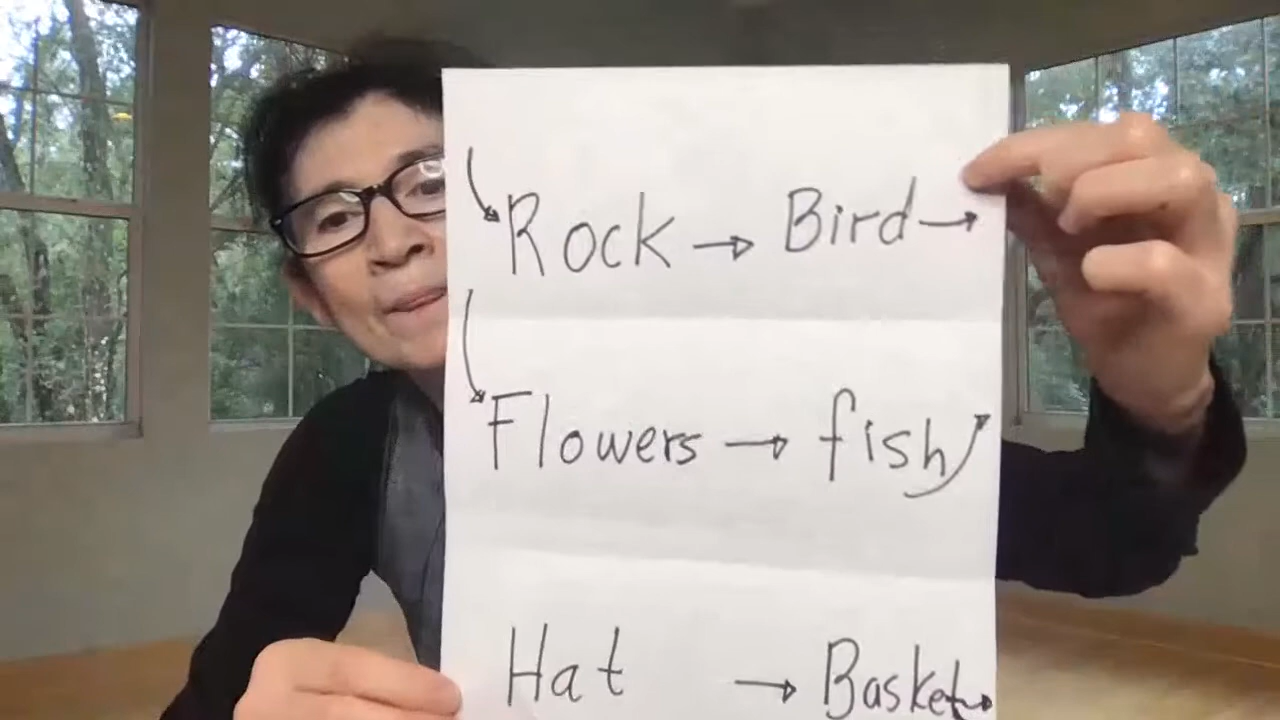 Rock → Bird →
Flowers → fish
Hat → Basket